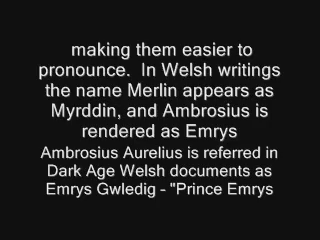 making them easier to
pronounce.  In Welsh writings
the name Merlin appears as
Myrddin, and Ambrosius is
rendered as Emrys
Ambrosius Aurelius is referred in
Dark Age Welsh documents as
Emrys Gwledig - "Prince Emrys